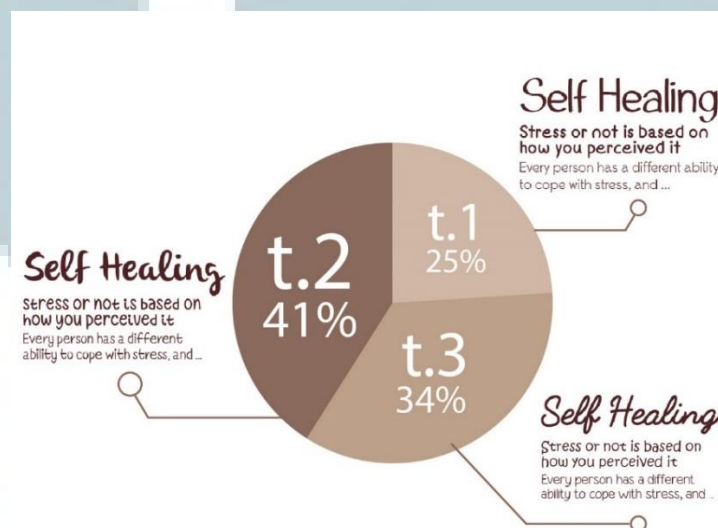 Self Healing
Stress or not is based on
how you perceived it
Every person has a different ability
to cope with stress, and ...
t.1
25%
t.2
41%
t.3
34%
Self Healing
stress or not is based on
how you perceived it
Every person has a different
ability to cope with stress, and ...
Self Healing
Stress or not is based on
how you perceived it
Every person has a different
ability to cope with stress, and ..